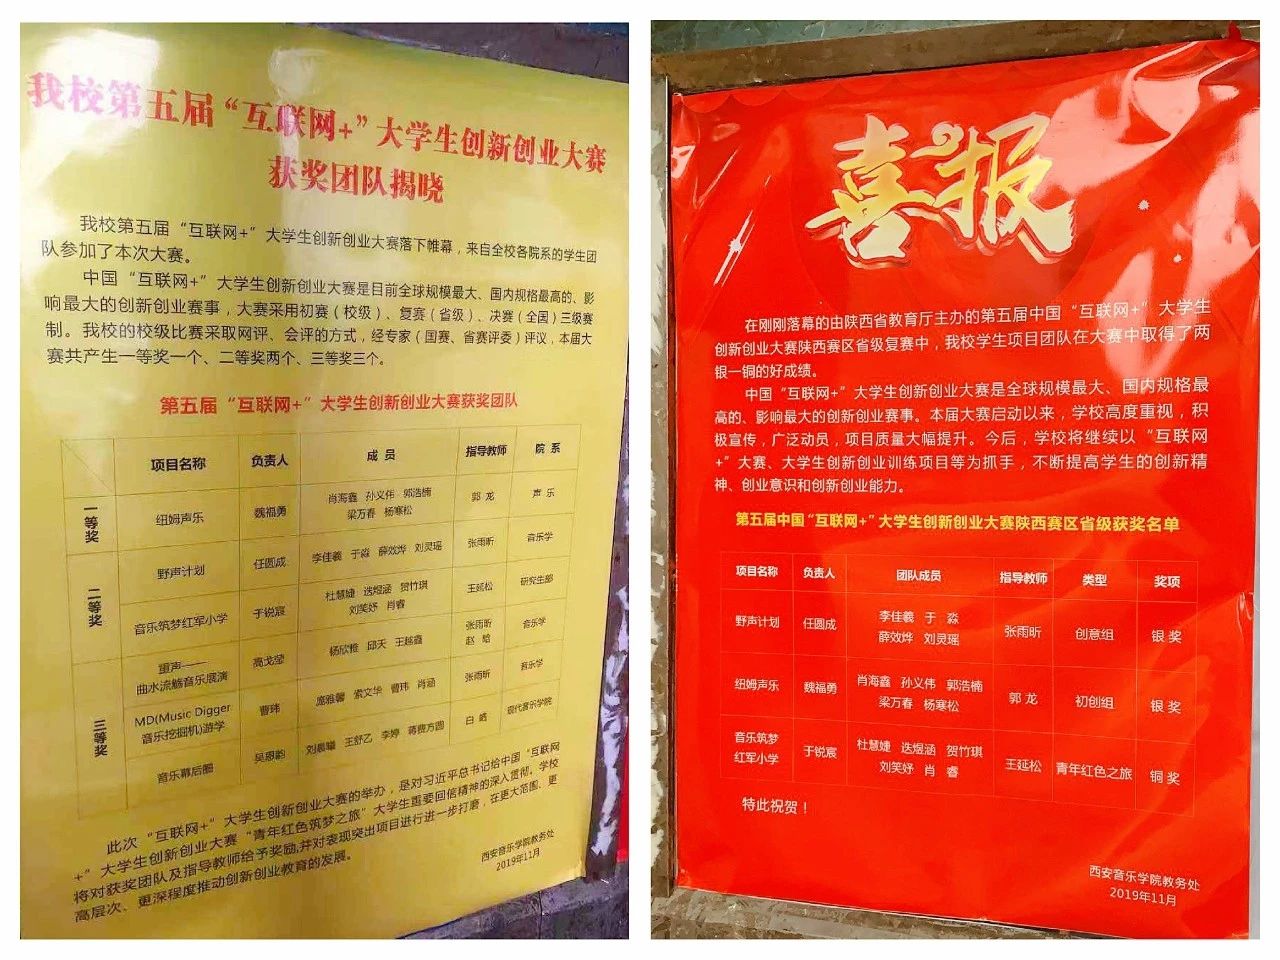 我校第五届“互联网+”大学生创新创业大赛
获奖团队揭晓
我校第五届“互联网+”大学生创新创业大赛落下帷幕，来自全校各院系的学生团
队参加了本次大赛。
中国“互联网+”大学生创新创业大赛是目前全球规模最大、国内规格最高的、影
响最大的创新创业赛事，大赛采用初赛（校级）、复赛（省级）、决赛（全国）三级赛
制。我校的校级比赛采取网评、会评的方式，经专家（国赛、省赛评委）评议，本届大
赛共产生一等奖一个、二等奖两个、三等奖三个。
第五届“互联网+”大学生创新创业大赛获奖团队
项目名称 负责人 成员 指导教师 院系
一等奖 纽姆声乐 魏福勇 肖海鑫 孙义伟 郭浩楠 梁万春 杨寒松 郭龙 声乐
二等奖 野声计划 任圆成 李佳羲 于淼 薛效烨 刘灵瑶 张雨昕 音乐学
音乐筑梦红军小学 于锐宸 杜慧婕 迭煜涵 贺竹琪 刘笑妤 肖睿 王延松 研究生部
三等奖 曲水流觞音乐展演 高戈莹 杨欣惟 邱天 王越鑫 张雨昕 赵 音乐学
MD(Music Digger 音乐挖掘机)游学 曹玮 庞雅馨 索文华 曹玮 肖涵 张雨昕 音乐学
音乐幕后圈 吴恩韵 刘晨曦 王舒乙 李婷 蒋费方圆 白皓 现代音乐学院
此次“互联网+”大学生创新创业大赛的举办，是对习近平总书记给中国“互联网
+”大学生创新创业大赛“青年红色筑梦之旅”大学生重要回信精神的深入贯彻。学校
将对获奖团队及指导教师给予奖励,并对表现突出项目进行进一步打磨，在更大范围、更
高层次、更深程度推动创新创业教育的发展。
西安音乐学院教务处
2019年11月
喜报
在刚刚落幕的由陕西省教育厅主办的第五届中国“互联网+”大学生
创新创业大赛陕西赛区省级复赛中，我校学生项目团队在大赛中取得了两
银一铜的好成绩。
中国“互联网+”大学生创新创业大赛是全球规模最大、国内规格最
高的、影响最大的创新创业赛事。本届大赛启动以来，学校高度重视，积
极宣传，广泛动员，项目质量大幅提升。今后，学校将继续以“互联网
+”大赛、大学生创新创业训练项目等为抓手，不断提高学生的创新精
神、创业意识和创新创业能力。
第五届中国“互联网+”大学生创新创业大赛陕西赛区省级获奖名单
项目名称 负责人 团队成员 指导教师 类型 奖项
野声计划 任圆成 李佳羲 于淼 薛效烨 刘灵瑶 张雨昕 创意组 银奖
纽姆声乐 魏福勇 肖海鑫 孙义伟 郭浩楠 梁万春 杨寒松 郭龙 初创组 银奖
音乐筑梦红军小学 于锐宸 杜慧婕 迭煜涵 贺竹琪 刘笑妤 肖睿 王延松 青年红色之旅 铜奖
特此祝贺！
西安音乐学院教务处
2019年11月